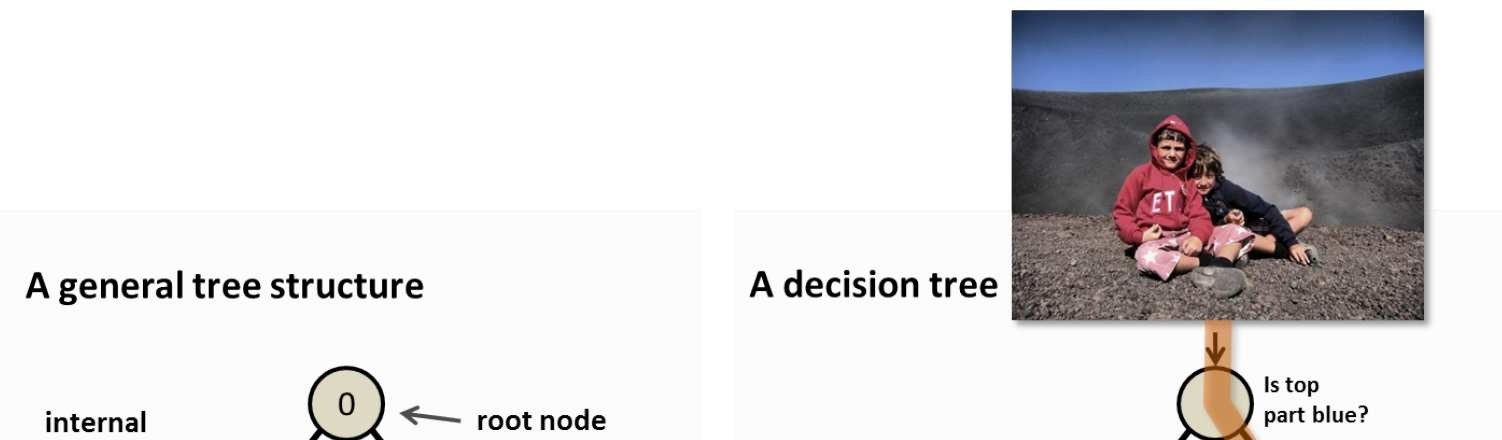 A general tree structure
0
internal
root node
A decision tree
ET
Is top
part blue?